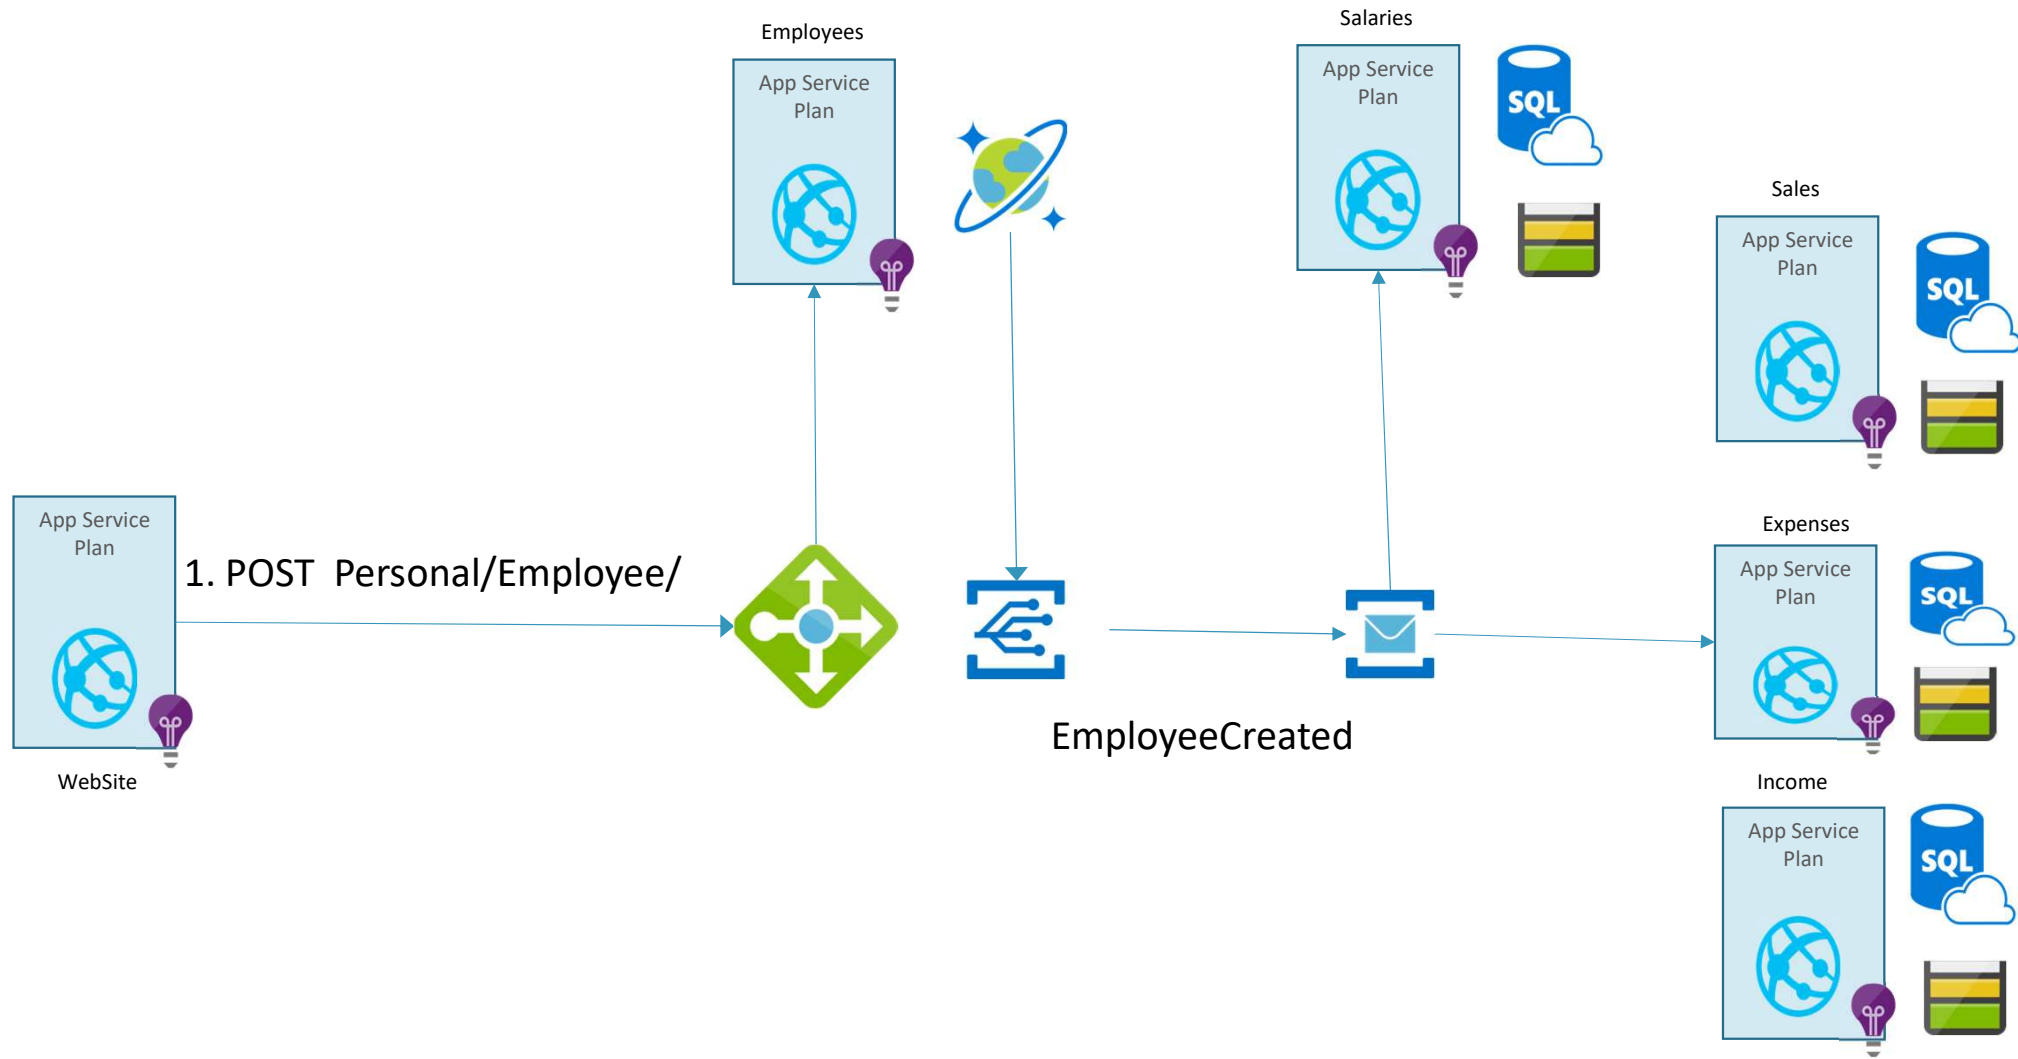 Employees
App Service
Plan
Salaries
App Service
Plan
SQL
Sales
App Service
Plan
SQL
App Service
Plan
WebSite
1. POST  Personal/Employee/
EmployeeCreated
Expenses
App Service
Plan
SQL
Income
App Service
Plan
SQL